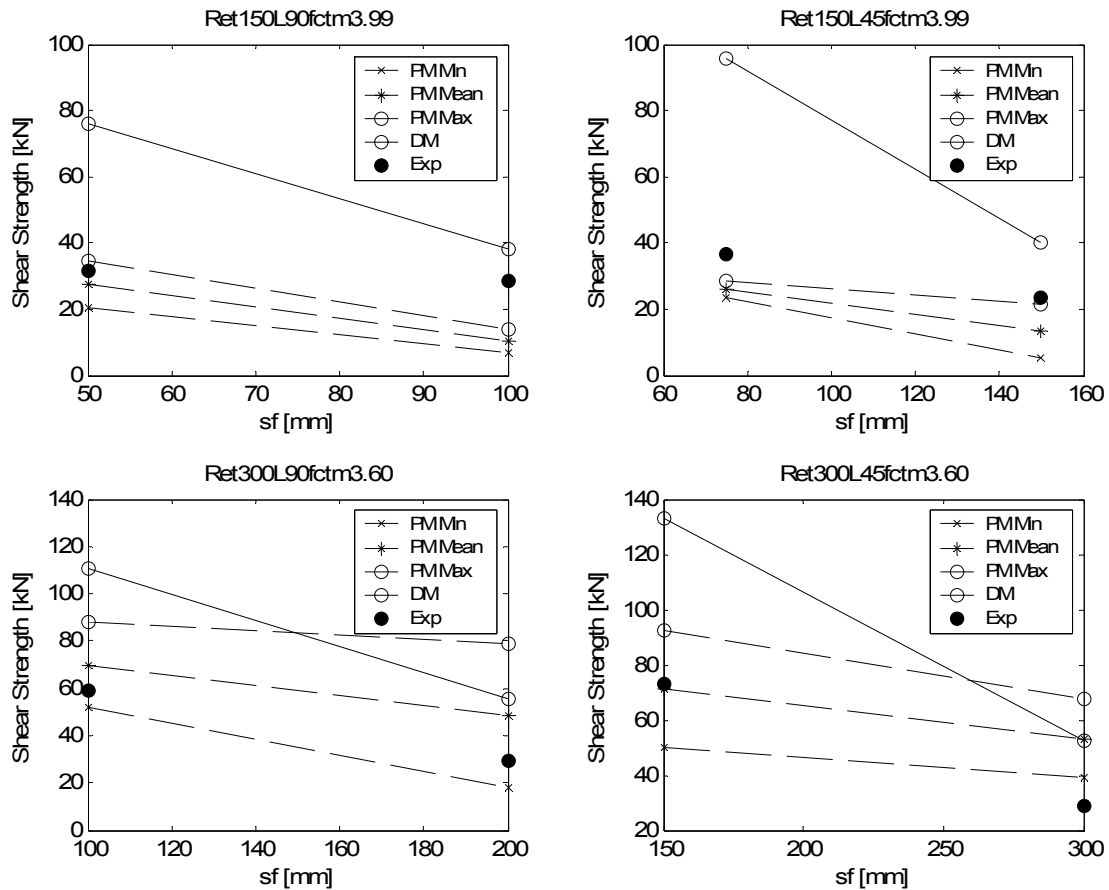 Ret150L90fctm3.99
100
80
60
40
20
0
Shear Strength [kN]
PMMin
PMMean
PMMax
DM
Exp
50 60 70 80 90 100
sf [mm]
Ret150L45fctm3.99
100
80
60
40
20
0
Shear Strength [kN]
PMMin
PMMean
PMMax
DM
Exp
60 80 100 120 140 160
sf [mm]
Ret300L90fctm3.60
140
120
100
80
60
40
20
0
Shear Strength [kN]
PMMin
PMMean
PMMax
DM
Exp
100 120 140 160 180 200
sf [mm]
Ret300L45fctm3.60
140
120
100
80
60
40
20
Shear Strength [kN]
PMMin
PMMean
PMMax
DM
Exp
150 200 250 300
sf [mm]